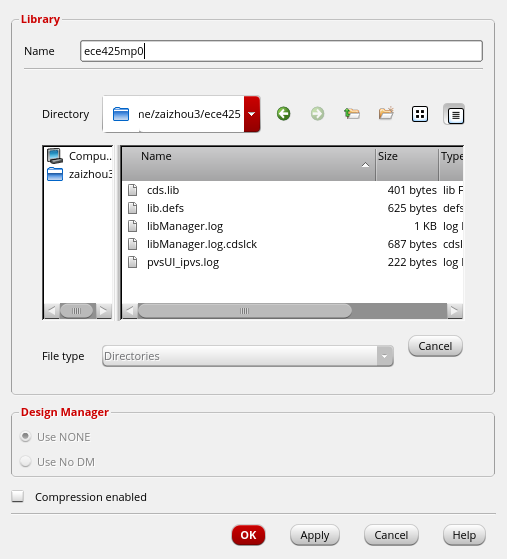 Library
Name ece425mp0
Directory ne/zaizhou3/ece425
Compu..
zaizhou3
Name Size Type
cds.lib 401 bytes lib F
lib.defs 625 bytes defs
libManager.log 1 KB log
libManager.log.cdslck 687 bytes cdsl
pvsUI_ipvs.log 222 bytes log
File type Directories Cancel
Design Manager
Use NONE
Use No DM
Compression enabled
OK Apply Cancel Help